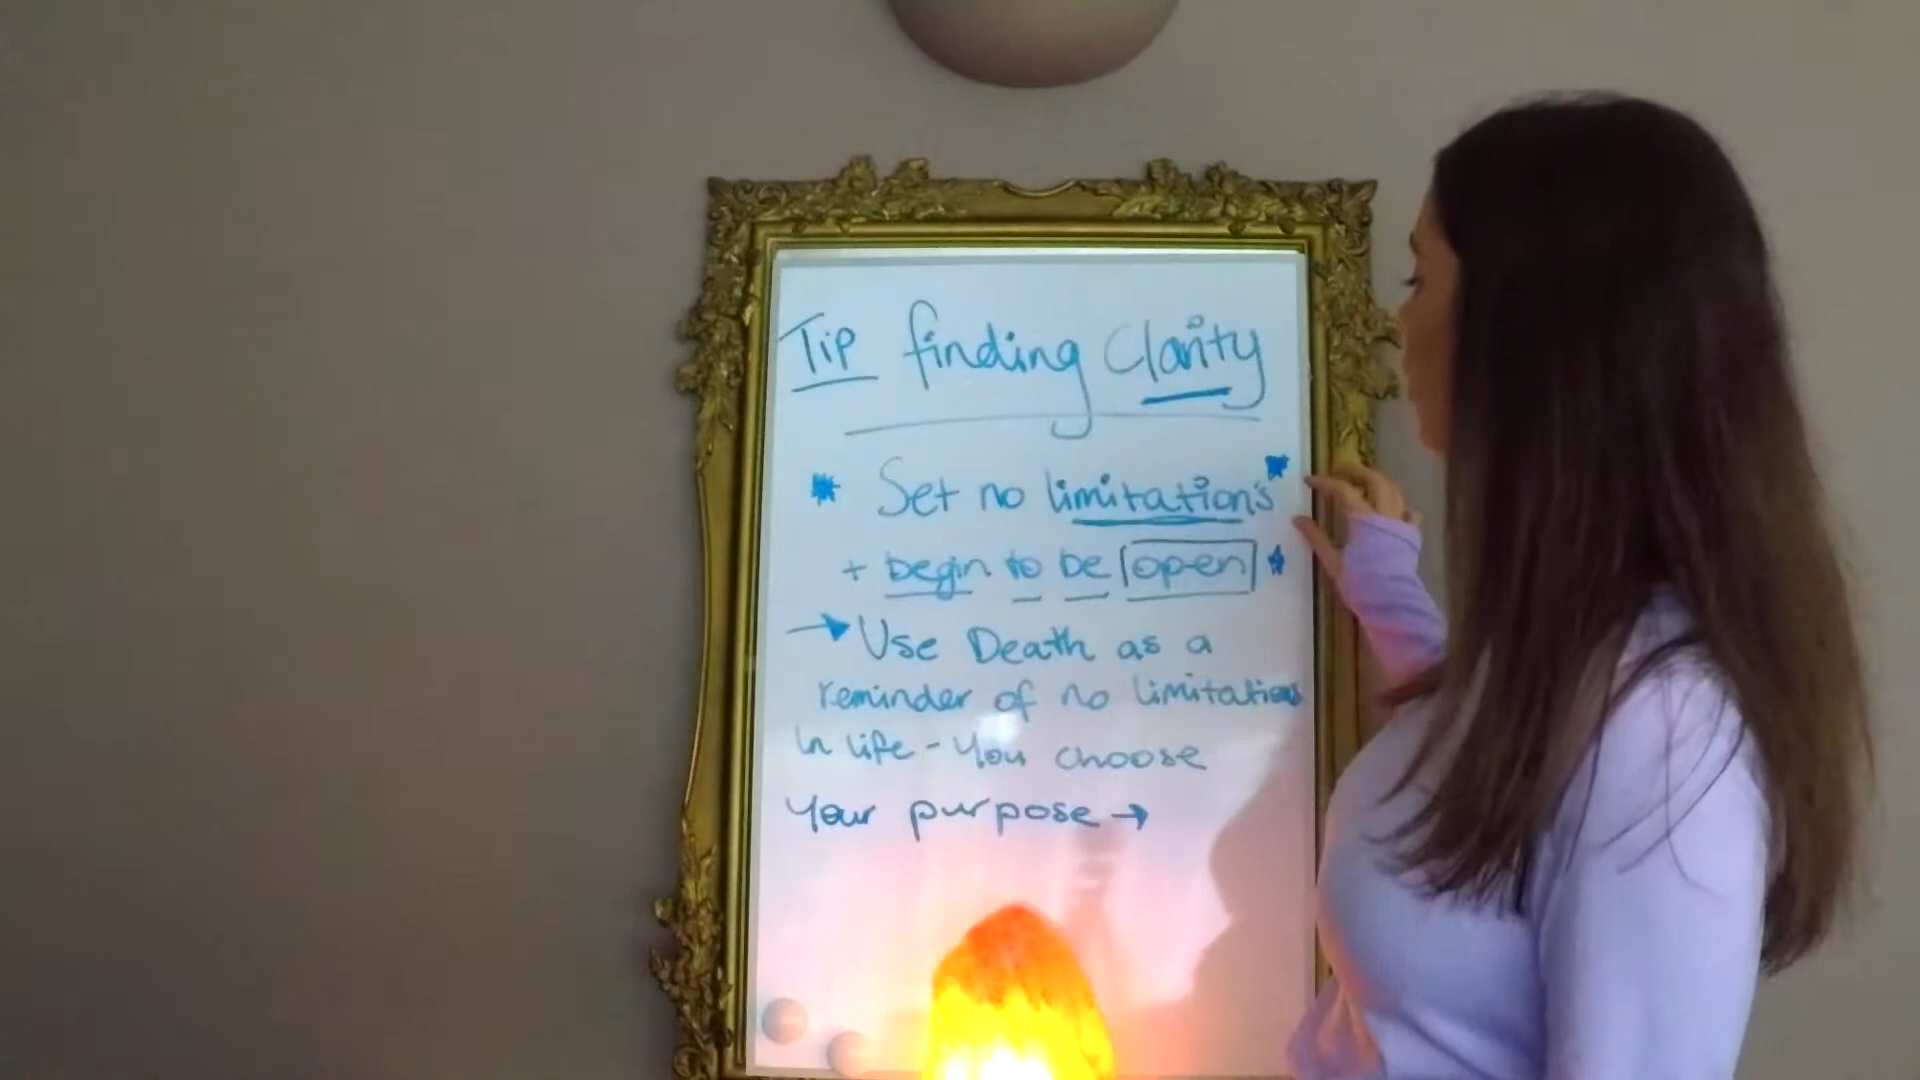 Tip finding Clarity
Set no limitations
+ begin to be open
→ Use Death as a
reminder of no limitations
In life - You choose
Your purpose →